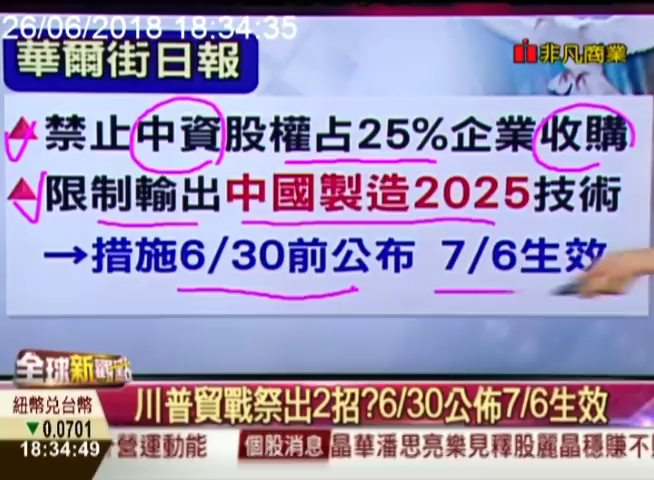 26/06/2018 18:34:35
華爾街日報
非凡商業
▲禁止中資股權占25%企業收購
▲限制輸出中國製造2025技術
→措施6/30前公布 7/6生效
全球新觀點
川普貿戰祭出2招?6/30公佈7/6生效
紐幣兌台幣
▼0.0701
18:34:49
營運動能 個股消息 晶華潘思亮樂見釋股麗晶穩賺不